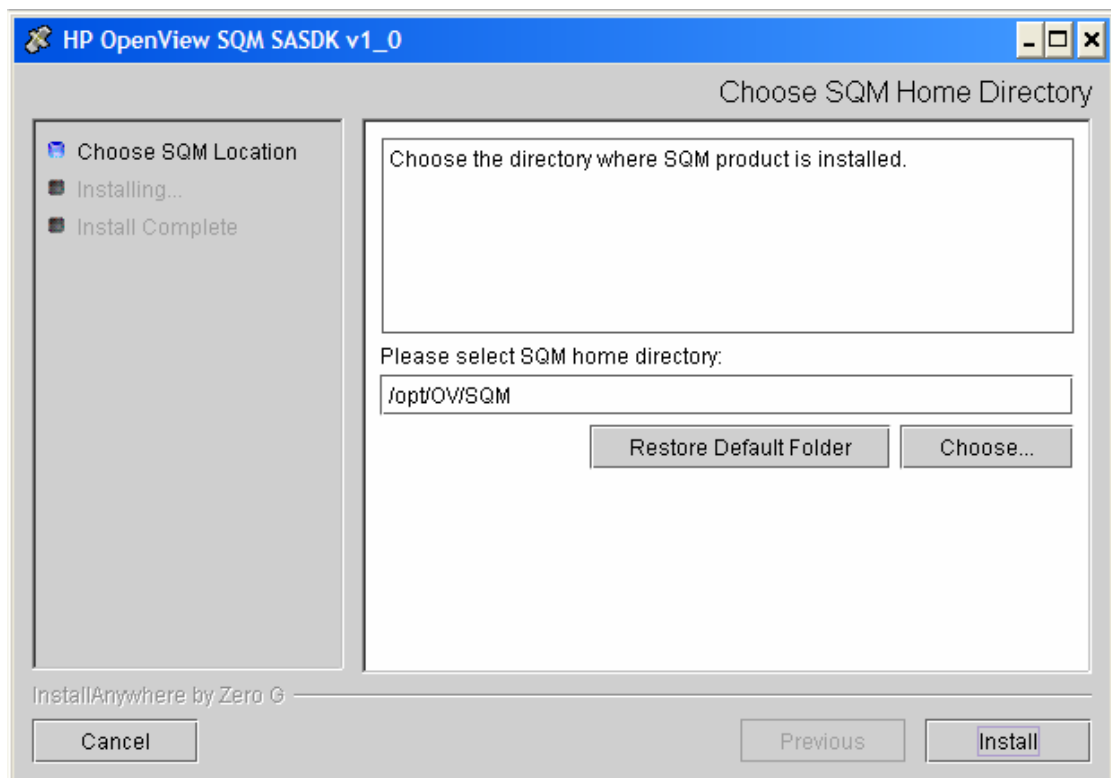 HP OpenView SQM SASDK v1_0
Choose SQM Home Directory
Choose SQM Location
Installing...
Install Complete
Choose the directory where SQM product is installed.
Please select SQM home directory:
/opt/OV/SQM
Restore Default Folder
Choose...
InstallAnywhere by Zero G
Cancel
Previous
Install